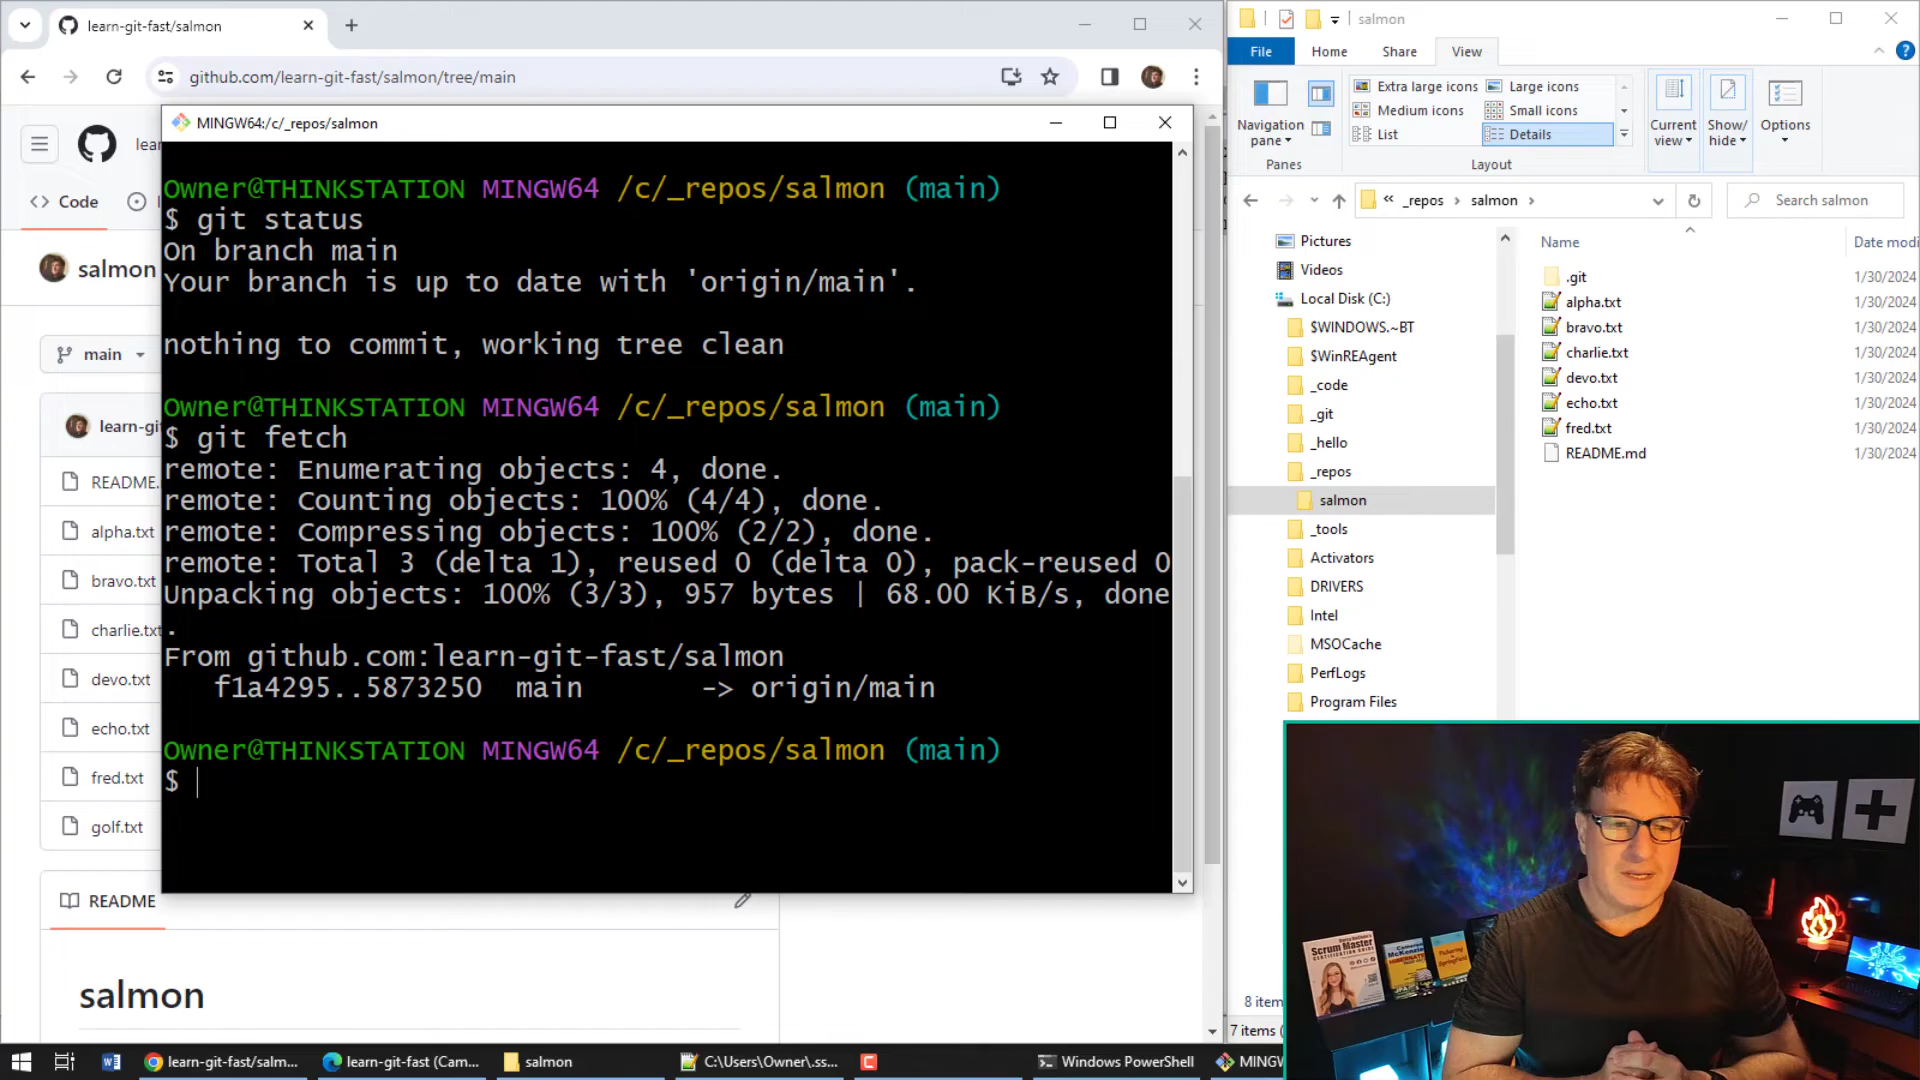 learn-git-fast/salmon
github.com/learn-git-fast/salmon/tree/main
MINGW64:/c/_repos/salmon
lear
Code
salmon
main
learn-gi
README.
alpha.txt
bravo.txt
charlie.txt
devo.txt
echo.txt
fred.txt
golf.txt
README
salmon
Owner@THINKSTATION MINGW64 /c/_repos/salmon (main)
$ git status
On branch main
Your branch is up to date with 'origin/main'.
nothing to commit, working tree clean
Owner@THINKSTATION MINGW64 /c/_repos/salmon (main)
$ git fetch
remote: Enumerating objects: 4, done.
remote: Counting objects: 100% (4/4), done.
remote: Compressing objects: 100% (2/2), done.
remote: Total 3 (delta 1), reused 0 (delta 0), pack-reused 0
Unpacking objects: 100% (3/3), 957 bytes | 68.00 KiB/s, done
.
From github.com:learn-git-fast/salmon
f1a4295..5873250 main -> origin/main
Owner@THINKSTATION MINGW64 /c/_repos/salmon (main)
$
salmon
File Home Share View
Navigation pane
Panes
Extra large icons Large icons
Medium icons Small icons
List Details
Layout
Current view
Show/ hide
Options
« _repos › salmon ›
Search salmon
Pictures
Videos
Local Disk (C:)
$WINDOWS.~BT
$WinREAgent
_code
_git
_hello
_repos
salmon
_tools
Activators
DRIVERS
Intel
MSOCache
PerfLogs
Program Files
Name Date modi
.git 1/30/2024
alpha.txt 1/30/2024
bravo.txt 1/30/2024
charlie.txt 1/30/2024
devo.txt 1/30/2024
echo.txt 1/30/2024
fred.txt 1/30/2024
README.md 1/30/2024
8 item
7 items (
Scrum Master
learn-git-fast/salm...
learn-git-fast (Cam...
salmon
C:\Users\Owner\.ss...
Windows PowerShell
MINGW